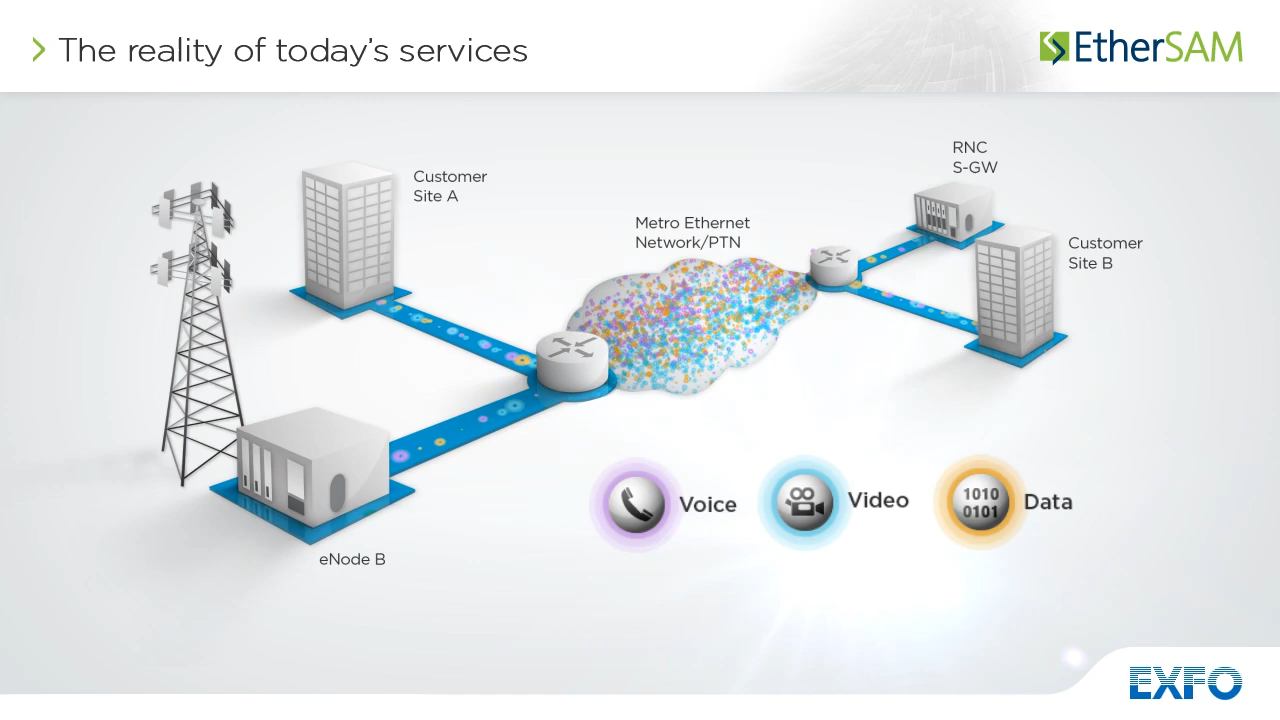 The reality of today's services
EtherSAM
RNC
S-GW
Customer
Site A
Metro Ethernet
Network/PTN
Customer
Site B
Voice
Video
1010
0101
Data
eNode B
EXFO